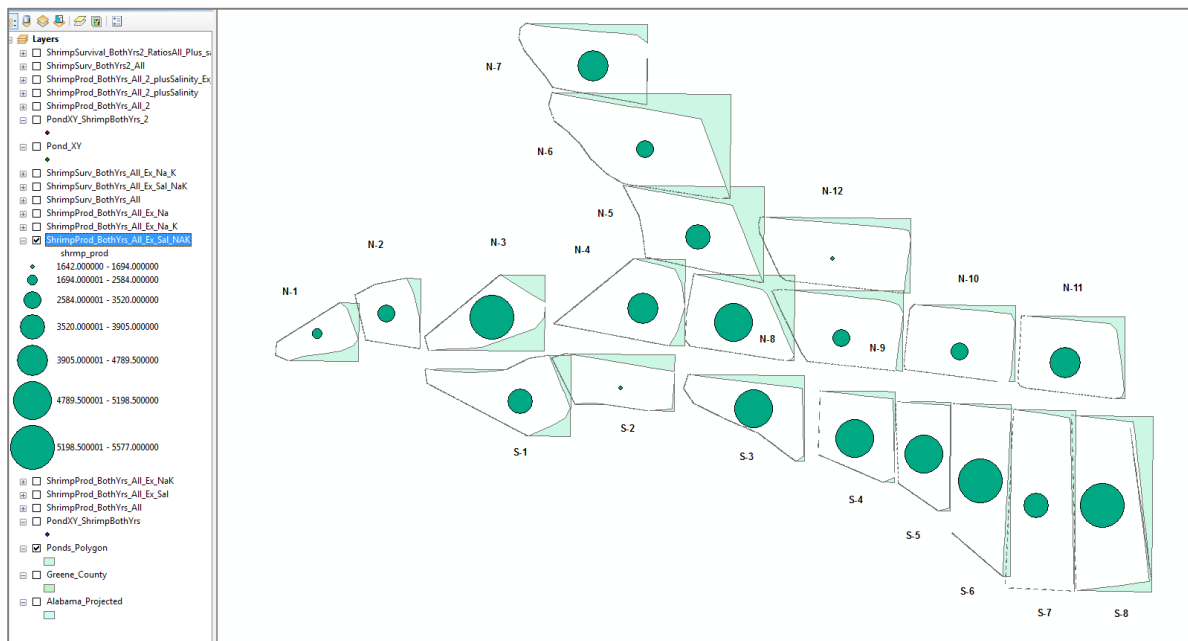 Layers
ShrimpSurvival_BothYrs2_RatiosAll_Plus_s
ShrimpSurv_BothYrs2_All
ShrimpProd_BothYrs_All_2_plusSalinity_Ex_
ShrimpProd_BothYrs_All_2_plusSalinity
ShrimpProd_BothYrs_All_2
PondXY_ShrimpBothYrs_2
Pond_XY
ShrimpSurv_BothYrs_All_Ex_Na_K
ShrimpSurv_BothYrs_All_Ex_Sal_NaK
ShrimpSurv_BothYrs_All
ShrimpProd_BothYrs_All_Ex_Na
ShrimpProd_BothYrs_All_Ex_Na_K
ShrimpProd_BothYrs_All_Ex_Sal_NAK
shrmp_prod
1642.000000 - 1694.000000
1694.000001 - 2584.000000
2584.000001 - 3520.000000
3520.000001 - 3905.000000
3905.000001 - 4789.500000
4789.500001 - 5198.500000
5198.500001 - 5577.000000
ShrimpProd_BothYrs_All_Ex_NaK
ShrimpProd_BothYrs_All_Ex_Sal
ShrimpProd_BothYrs_All
PondXY_ShrimpBothYrs
Ponds_Polygon
Greene_County
Alabama_Projected
N-7
N-6
N-12
N-5
N-2
N-3
N-4
N-10
N-1
N-11
N-8
N-9
S-1
S-2
S-3
S-4
S-5
S-6
S-7
S-8